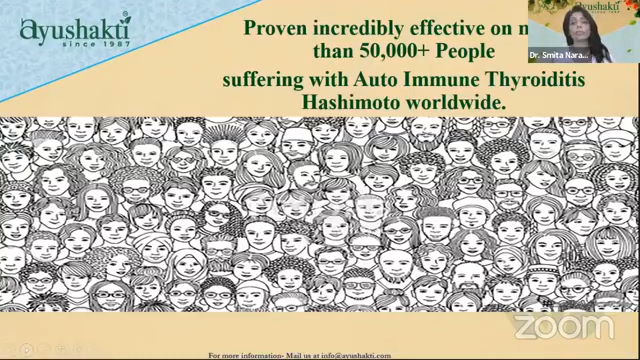 ayushakti
since 1987
Proven incredibly effective on
than 50,000+ People
suffering with Auto Immune Thyroiditis
Hashimoto worldwide.
ayushakti
Dr. Smita Nara...
zoom
For more information- Mail us at info@ayushakti.com